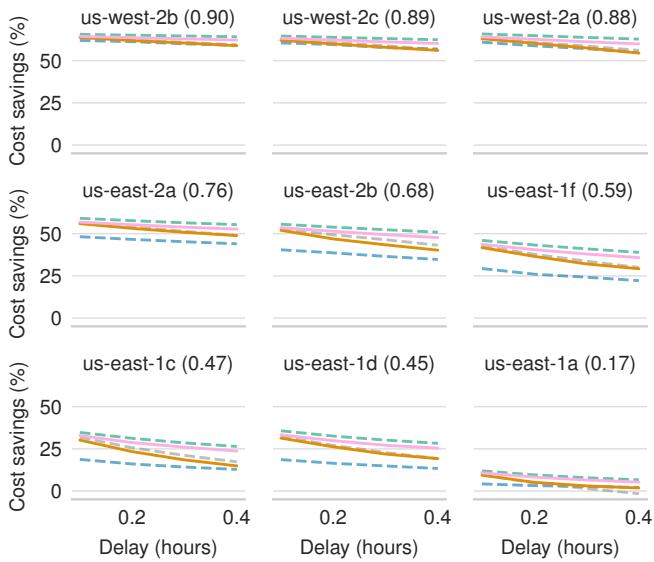 us-west-2b (0.90) us-west-2c (0.89) us-west-2a (0.88)
Cost savings (%)
50
25
0
us-east-2a (0.76) us-east-2b (0.68) us-east-1f (0.59)
Cost savings (%)
50
25
0
us-east-1c (0.47) us-east-1d (0.45) us-east-1a (0.17)
Cost savings (%)
50
25
0
0.2 0.4 0.2 0.4 0.2 0.4
Delay (hours) Delay (hours) Delay (hours)